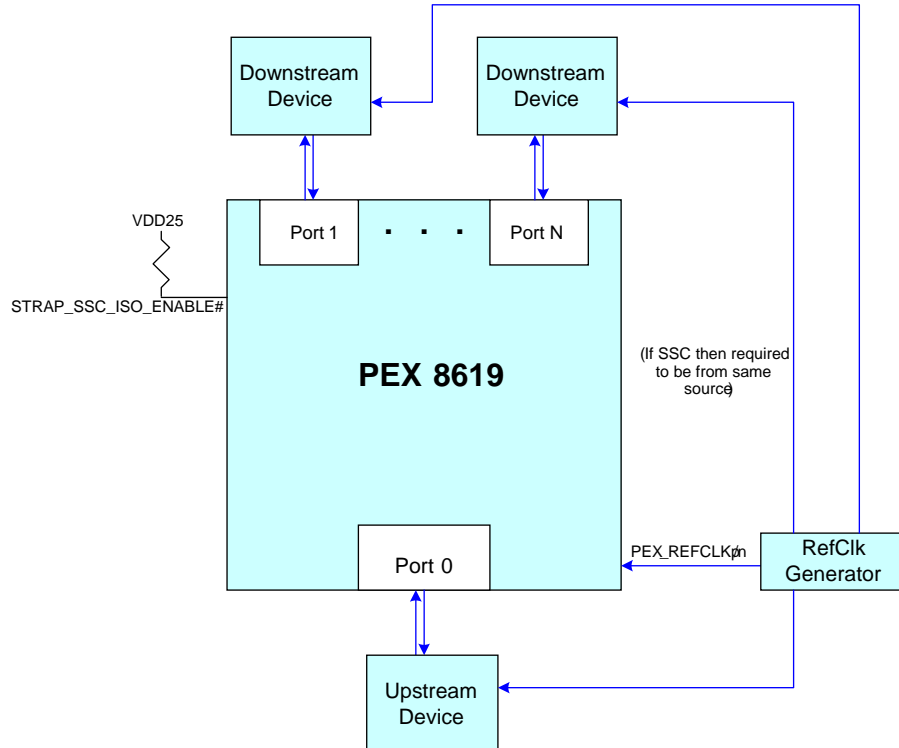 Downstream
Device
Downstream
Device
VDD25
Port 1
. . .
Port N
STRAP_SSC_ISO_ENABLE#
(If SSC then required
to be from same
source)
PEX 8619
Port 0
PEX_REFCLKp/n
RefClk
Generator
Upstream
Device